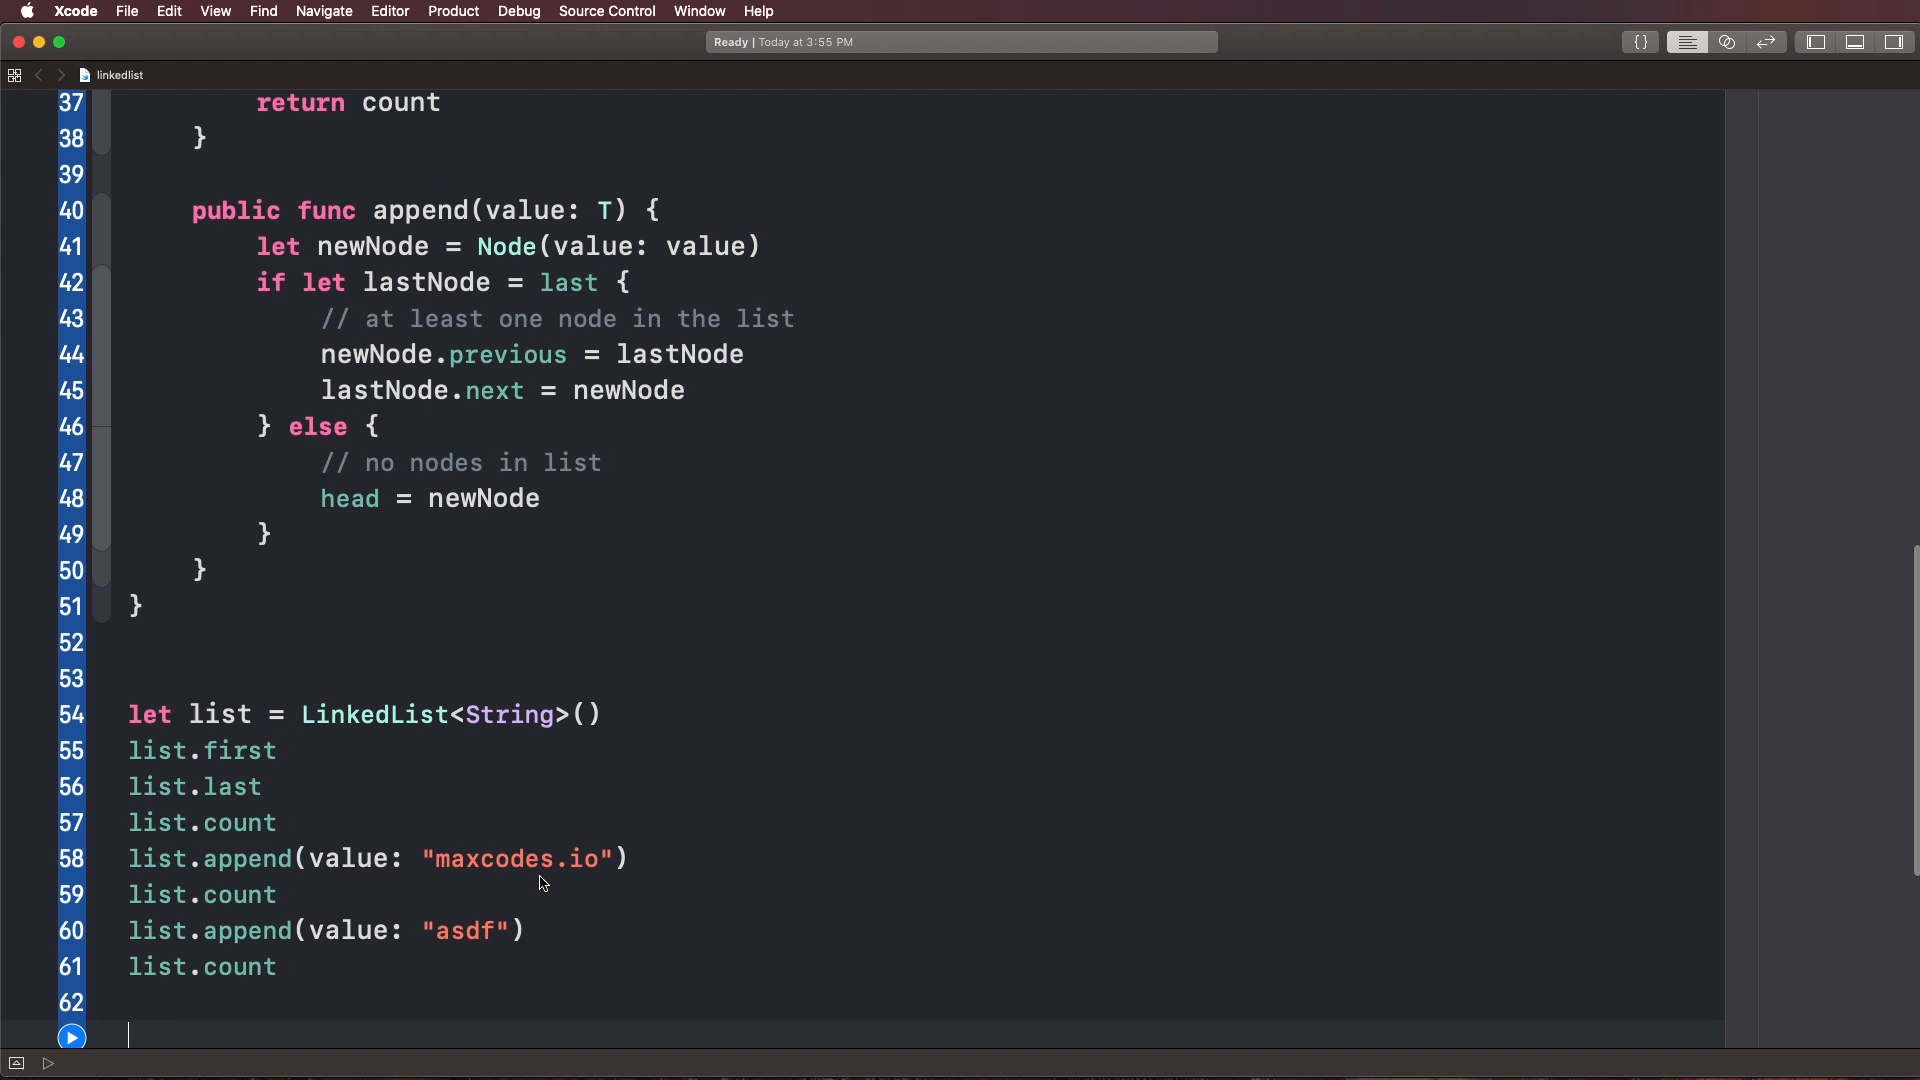 Xcode File Edit View Find Navigate Editor Product Debug Source Control Window Help
Ready | Today at 3:55 PM
linkedlist
37 return count
38 }
39
40 public func append(value: T) {
41 let newNode = Node(value: value)
42 if let lastNode = last {
43 // at least one node in the list
44 newNode.previous = lastNode
45 lastNode.next = newNode
46 } else {
47 // no nodes in list
48 head = newNode
49 }
50 }
51 }
52
53
54 let list = LinkedList<String>()
55 list.first
56 list.last
57 list.count
58 list.append(value: "maxcodes.io")
59 list.count
60 list.append(value: "asdf")
61 list.count
62